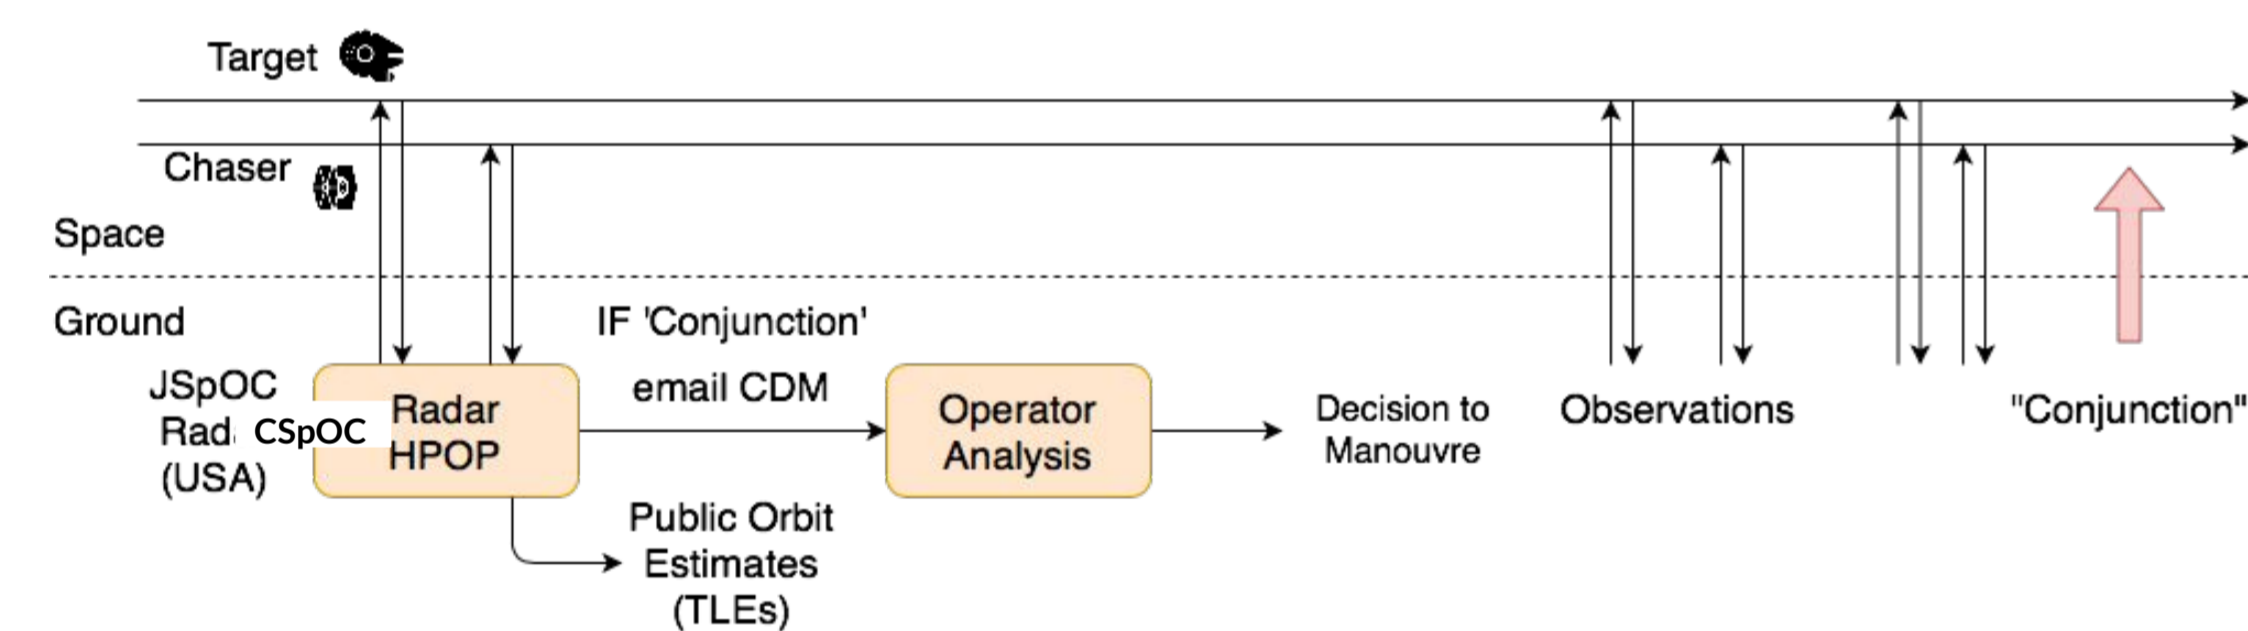 Target
Chaser
Space
Ground
IF 'Conjunction'
JSpOC
Rad
(USA)
CSpOC
Radar
HPOP
email CDM
Operator
Analysis
Decision to
Manouvre
Observations
"Conjunction"
Public Orbit
Estimates
(TLEs)